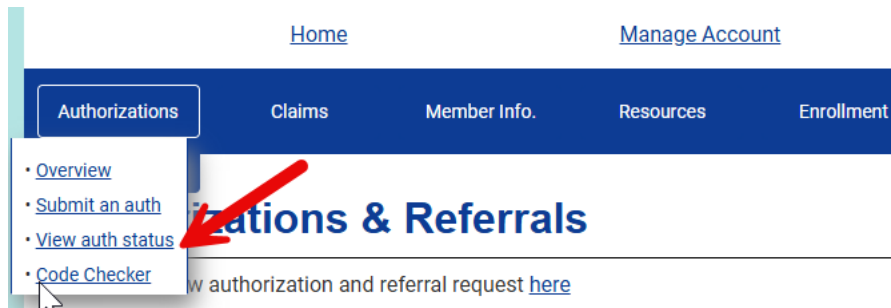 Home Manage Account
Authorizations Claims Member Info. Resources Enrollment
• Overview
• Submit an auth
• View auth status
• Code Checker
zations & Referrals
w authorization and referral request here